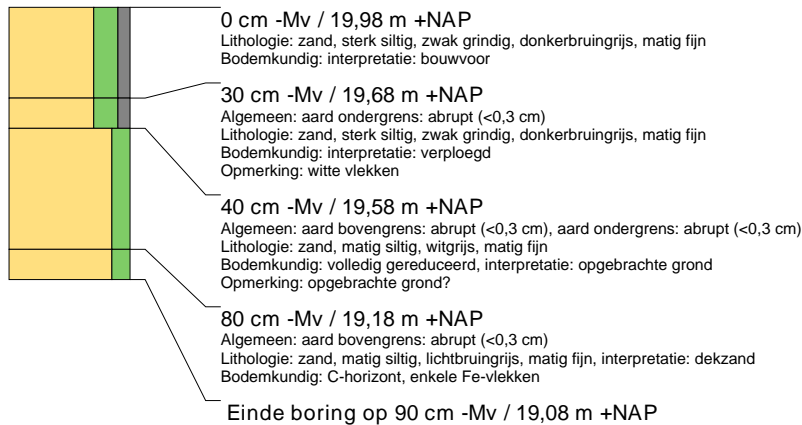 0 cm -Mv / 19,98 m +NAP
Lithologie: zand, sterk siltig, zwak grindig, donkerbruingrijs, matig fijn
Bodemkundig: interpretatie: bouwvoor
30 cm -Mv / 19,68 m +NAP
Algemeen: aard ondergrens: abrupt (<0,3 cm)
Lithologie: zand, sterk siltig, zwak grindig, donkerbruingrijs, matig fijn
Bodemkundig: interpretatie: verploegd
Opmerking: witte vlekken
40 cm -Mv / 19,58 m +NAP
Algemeen: aard bovengrens: abrupt (<0,3 cm), aard ondergrens: abrupt (<0,3 cm)
Lithologie: zand, matig siltig, witgrijs, matig fijn
Bodemkundig: volledig gereduceerd, interpretatie: opgebrachte grond
Opmerking: opgebrachte grond?
80 cm -Mv / 19,18 m +NAP
Algemeen: aard bovengrens: abrupt (<0,3 cm)
Lithologie: zand, matig siltig, lichtbruingrijs, matig fijn, interpretatie: dekzand
Bodemkundig: C-horizont, enkele Fe-vlekken
Einde boring op 90 cm -Mv / 19,08 m +NAP